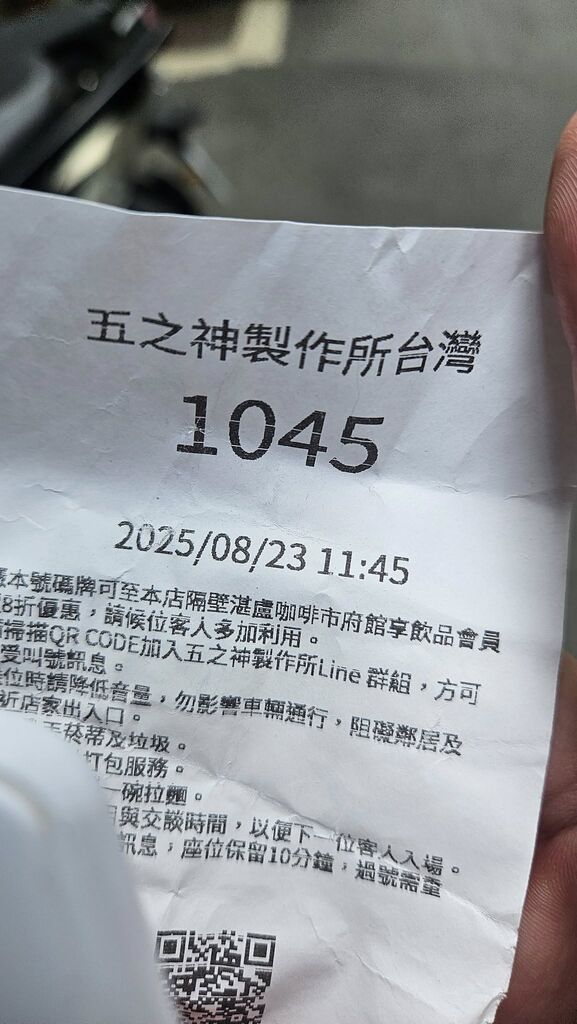 五之神製作所台灣
1045
2025/08/23 11:45
本號碼牌可至本店隔壁湛盧咖啡市府館享飲品會員
8折優惠，請候位客人多加利用。
掃描QR CODE加入五之神製作所Line 群組，方可
受叫號訊息。
位時請降低音量，勿影響車輛通行，阻礙鄰居及
近店家出入口。
菸蒂及垃圾。
打包服務。
一碗拉麵。
與交談時間，以便下一位客人入場。
訊息，座位保留10分鐘，過號需重